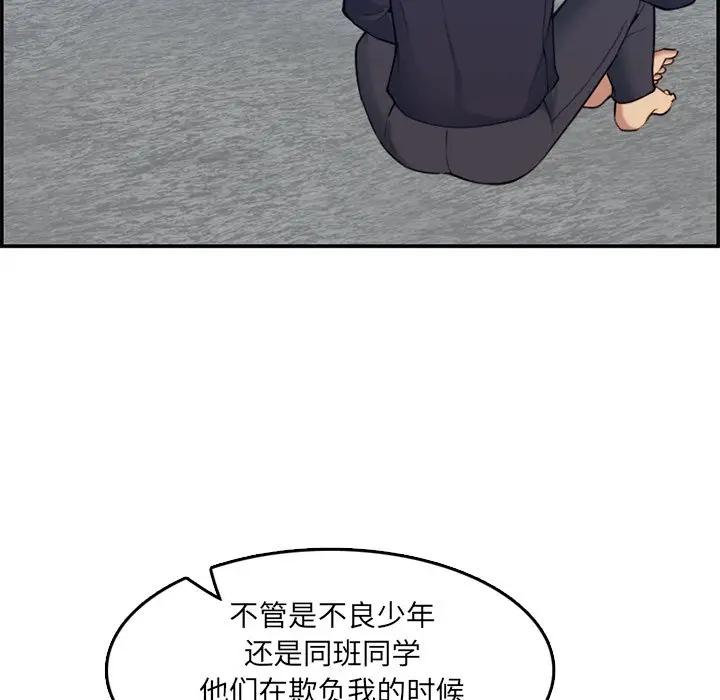 不管是不良少年
还是同班同学
他们在欺负我的时候